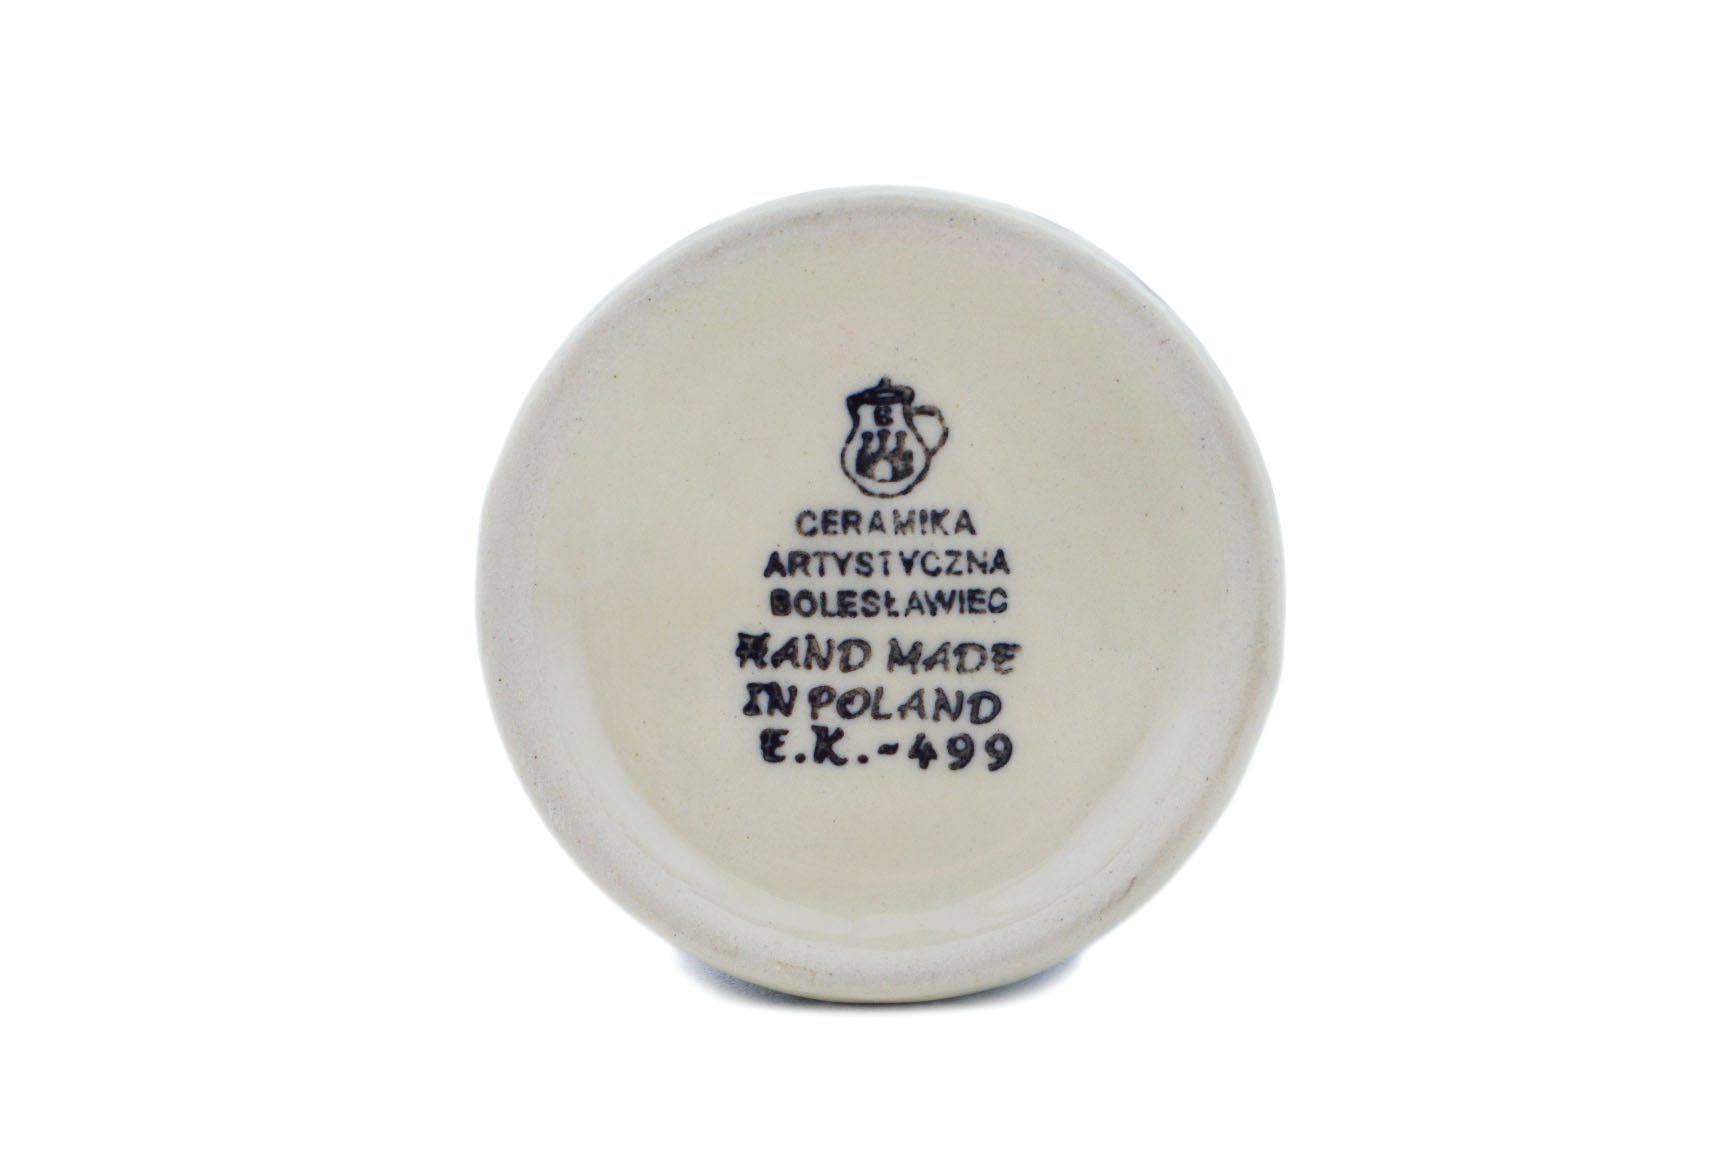 B
CERAMIKA
ARTYSTYCZNA
BOLESŁAWIEC
HAND MADE
IN POLAND
E.K.-499